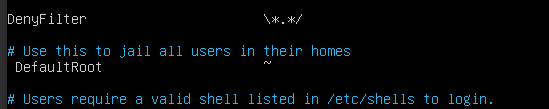 DenyFilter \*.*/
# Use this to jail all users in their homes
DefaultRoot ~
# Users require a valid shell listed in /etc/shells to login.